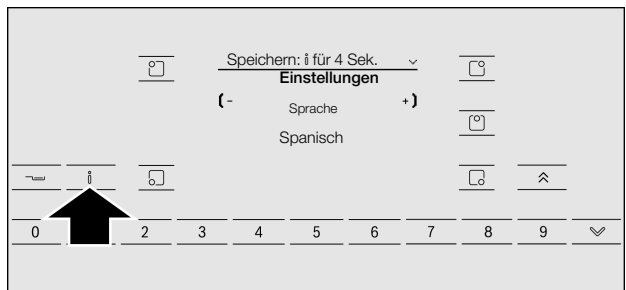 Speichern: i für 4 Sek.
Einstellungen
- Sprache +
Spanisch
i
0 2 3 4 5 6 7 8 9